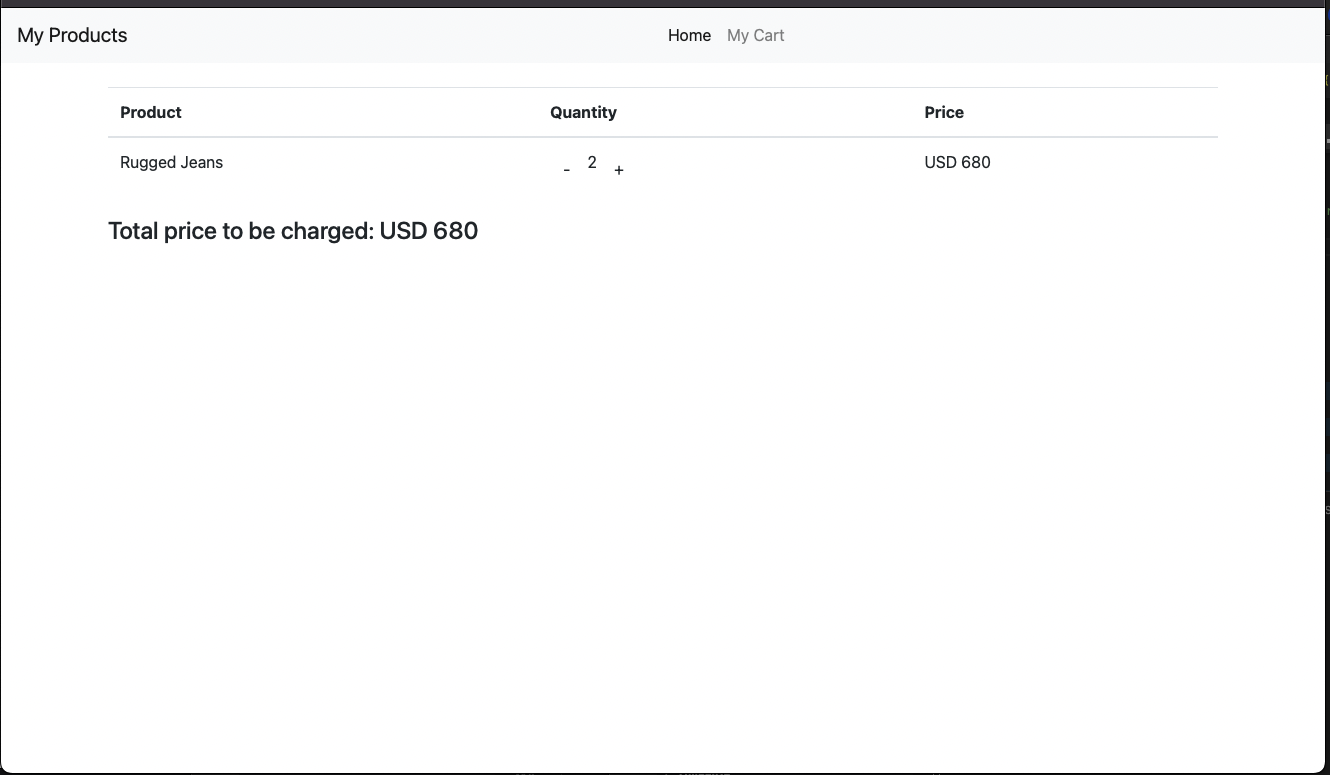 My Products Home My Cart
Product Quantity Price
Rugged Jeans - 2 + USD 680
Total price to be charged: USD 680